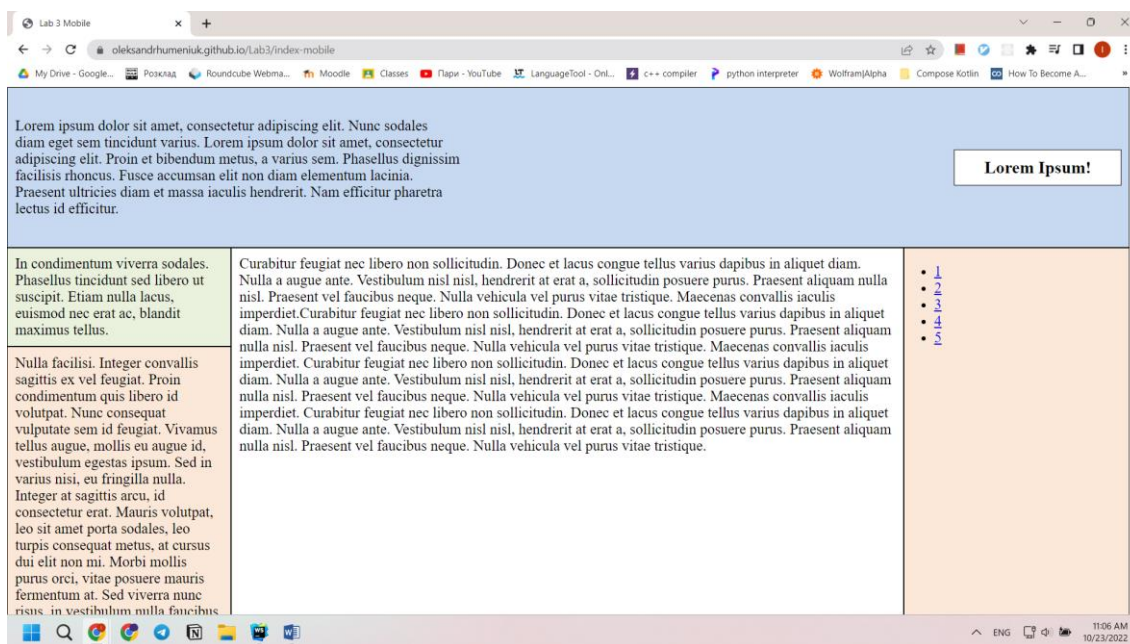 Lab 3 Mobile
oleksandrhumeniuk.github.io/Lab3/index-mobile
My Drive - Google... Розклад Roundcube Webma... Moodle Classes Пари - YouTube LanguageTool - Onl... c++ compiler python interpreter Wolfram|Alpha Compose Kotlin How To Become A... »
Lorem ipsum dolor sit amet, consectetur adipiscing elit. Nunc sodales
diam eget sem tincidunt varius. Lorem ipsum dolor sit amet, consectetur
adipiscing elit. Proin et bibendum metus, a varius sem. Phasellus dignissim
facilisis rhoncus. Fusce accumsan elit non diam elementum lacinia.
Praesent ultricies diam et massa iaculis hendrerit. Nam efficitur pharetra
lectus id efficitur.
Lorem Ipsum!
In condimentum viverra sodales.
Phasellus tincidunt sed libero ut
suscipit. Etiam nulla lacus,
euismod nec erat ac, blandit
maximus tellus.
Nulla facilisi. Integer convallis
sagittis ex vel feugiat. Proin
condimentum quis libero id
volutpat. Nunc consequat
vulputate sem id feugiat. Vivamus
tellus augue, mollis eu augue id,
vestibulum egestas ipsum. Sed in
varius nisi, eu fringilla nulla.
Integer at sagittis arcu, id
consectetur erat. Mauris volutpat,
leo sit amet porta sodales, leo
turpis consequat metus, at cursus
dui elit non mi. Morbi mollis
purus orci, vitae posuere mauris
fermentum at. Sed viverra nunc
risus, in vestibulum nulla faucibus
Curabitur feugiat nec libero non sollicitudin. Donec et lacus congue tellus varius dapibus in aliquet diam.
Nulla a augue ante. Vestibulum nisl nisl, hendrerit at erat a, sollicitudin posuere purus. Praesent aliquam nulla
nisl. Praesent vel faucibus neque. Nulla vehicula vel purus vitae tristique. Maecenas convallis iaculis
imperdiet.Curabitur feugiat nec libero non sollicitudin. Donec et lacus congue tellus varius dapibus in aliquet
diam. Nulla a augue ante. Vestibulum nisl nisl, hendrerit at erat a, sollicitudin posuere purus. Praesent aliquam
nulla nisl. Praesent vel faucibus neque. Nulla vehicula vel purus vitae tristique. Maecenas convallis iaculis
imperdiet. Curabitur feugiat nec libero non sollicitudin. Donec et lacus congue tellus varius dapibus in aliquet
diam. Nulla a augue ante. Vestibulum nisl nisl, hendrerit at erat a, sollicitudin posuere purus. Praesent aliquam
nulla nisl. Praesent vel faucibus neque. Nulla vehicula vel purus vitae tristique. Maecenas convallis iaculis
imperdiet. Curabitur feugiat nec libero non sollicitudin. Donec et lacus congue tellus varius dapibus in aliquet
diam. Nulla a augue ante. Vestibulum nisl nisl, hendrerit at erat a, sollicitudin posuere purus. Praesent aliquam
nulla nisl. Praesent vel faucibus neque. Nulla vehicula vel purus vitae tristique.
• 1
• 2
• 3
• 4
• 5
ENG
11:06 AM
10/23/2022